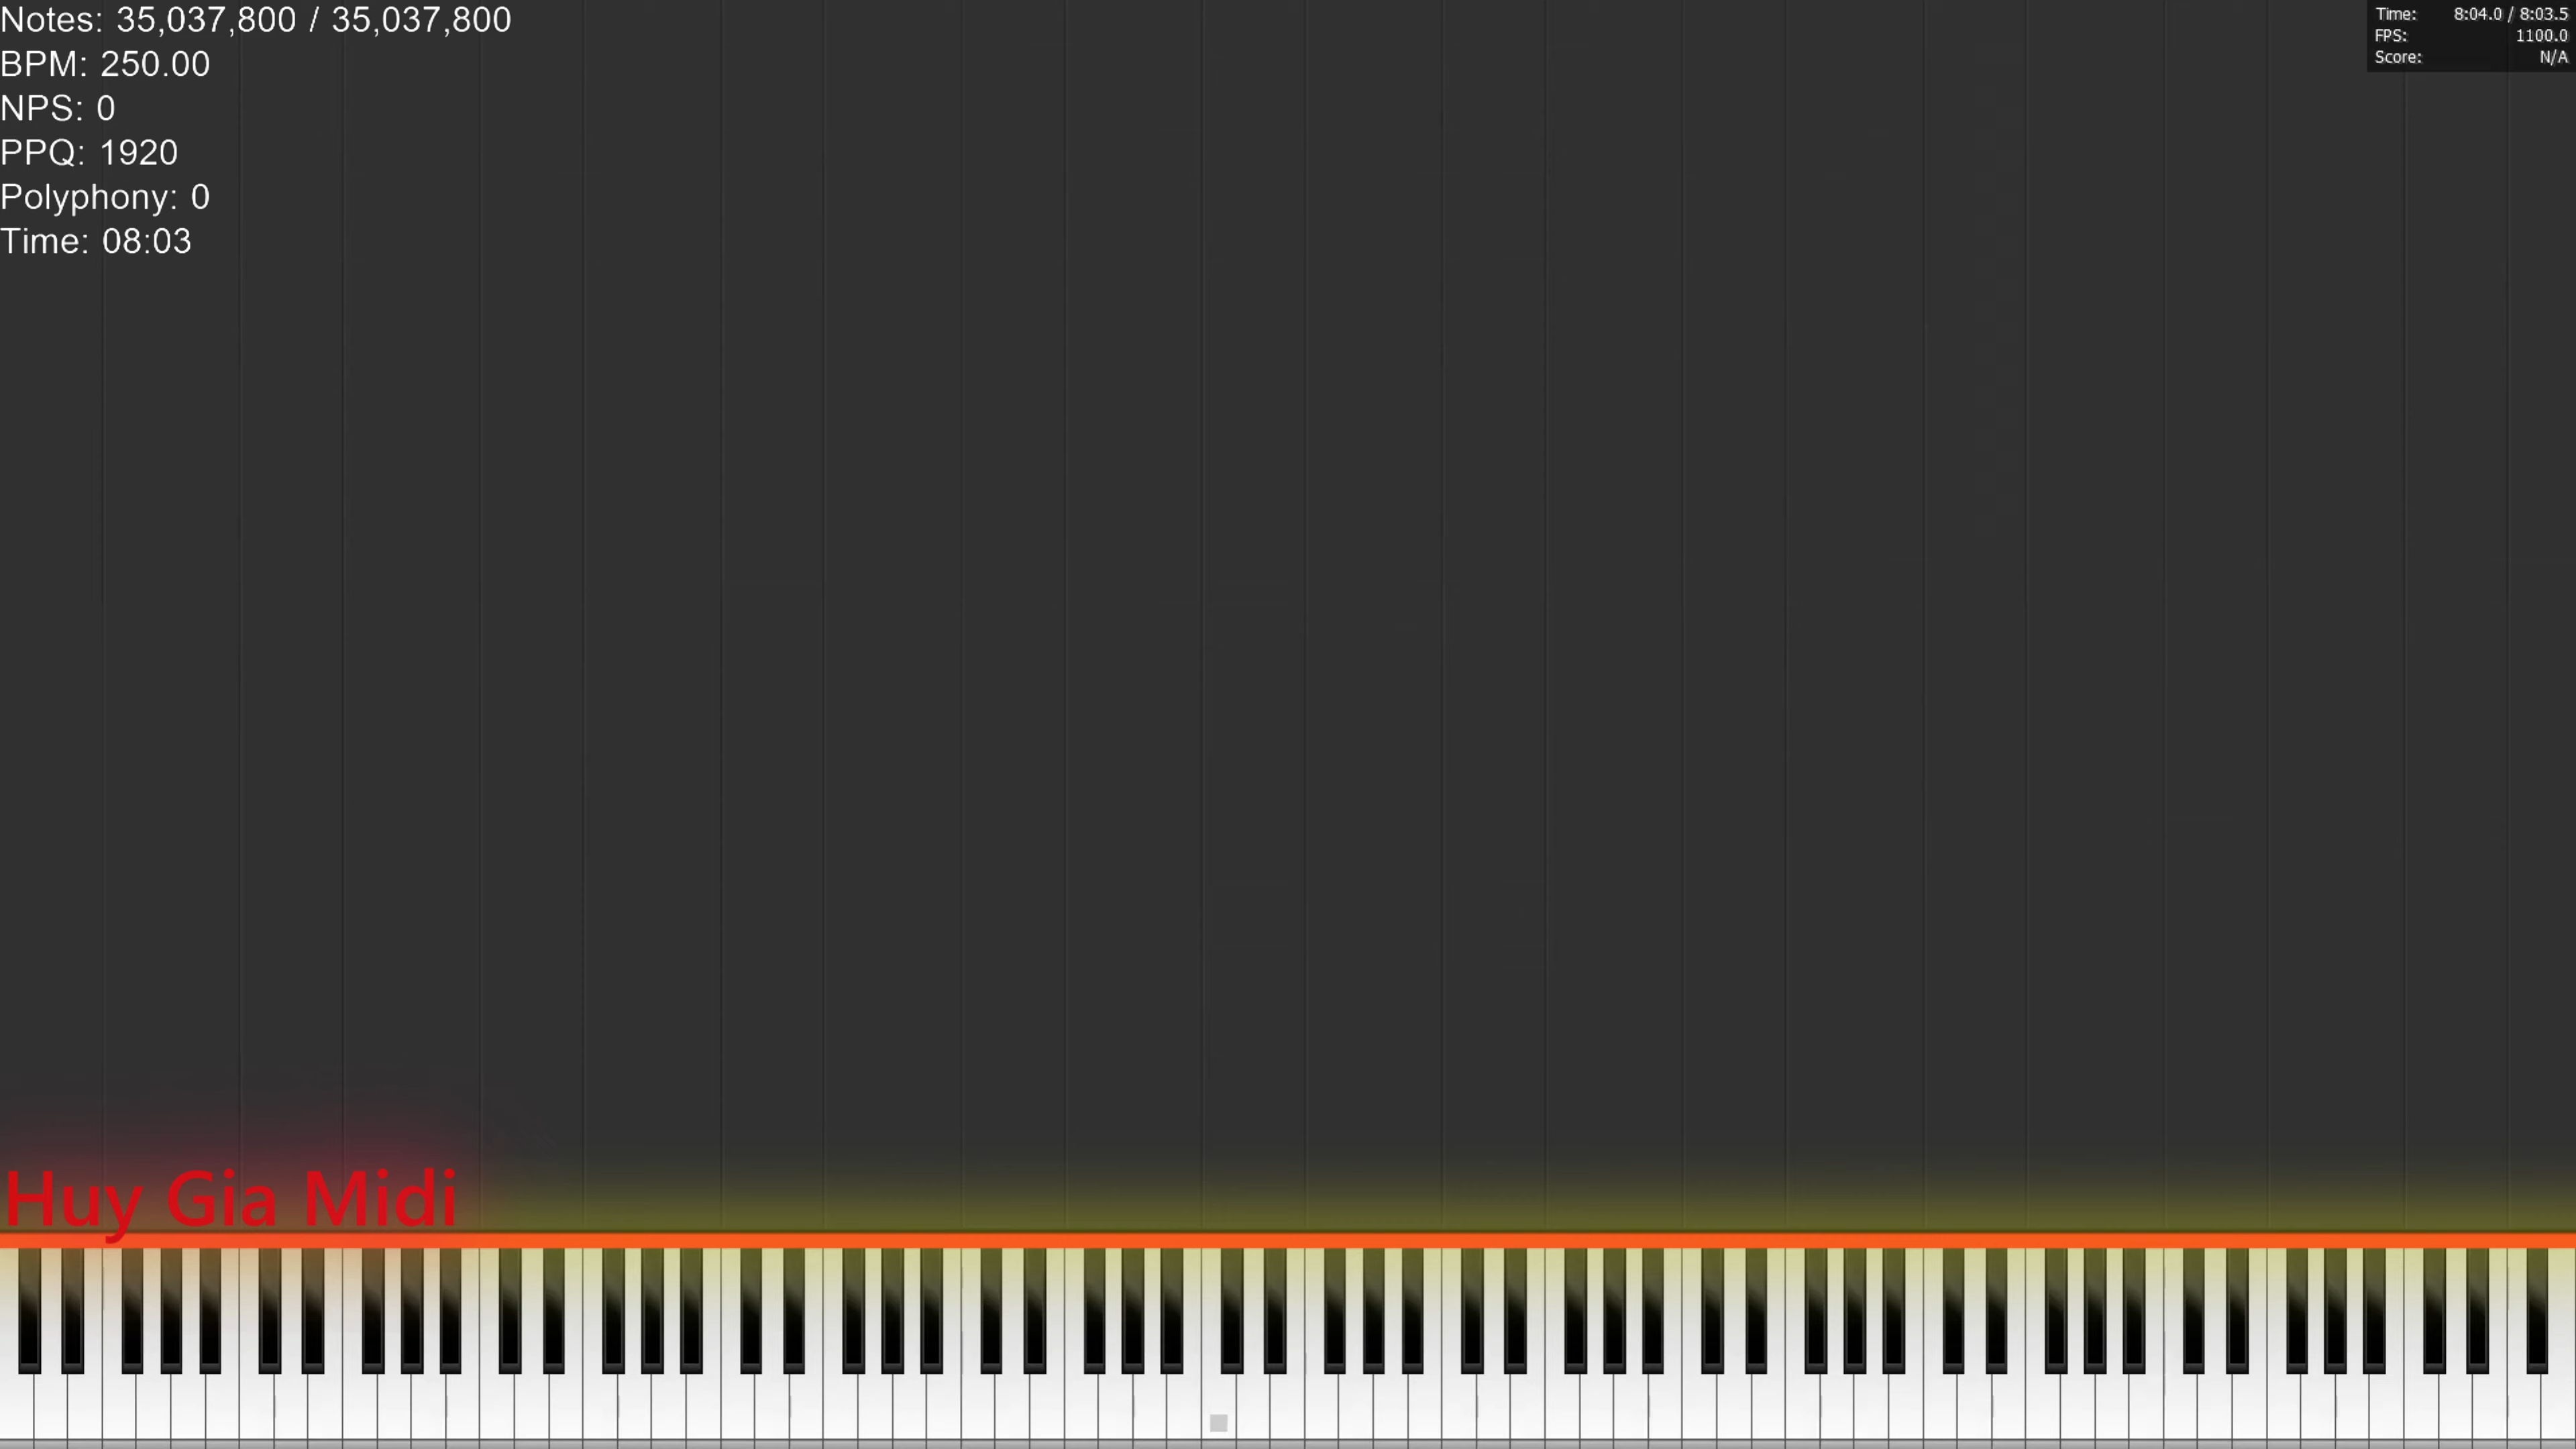 Notes: 35,037,800 / 35,037,800
BPM: 250.00
NPS: 0
PPQ: 1920
Polyphony: 0
Time: 08:03
Time: 8:04.0 / 8:03.5
FPS: 1100.0
Score: N/A
Huy Gia Midi